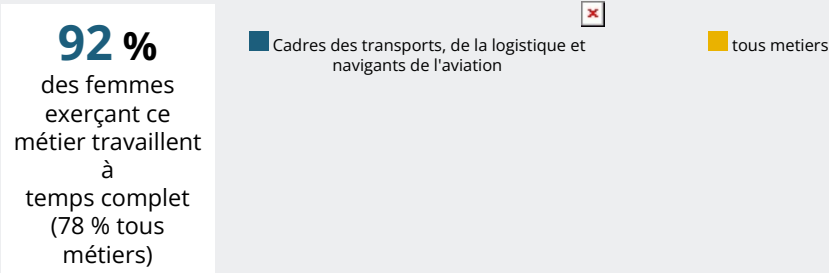 92 %
des femmes
exerçant ce
métier travaillent
à
temps complet
(78 % tous
métiers)
Cadres des transports, de la logistique et
navigants de l'aviation
tous metiers